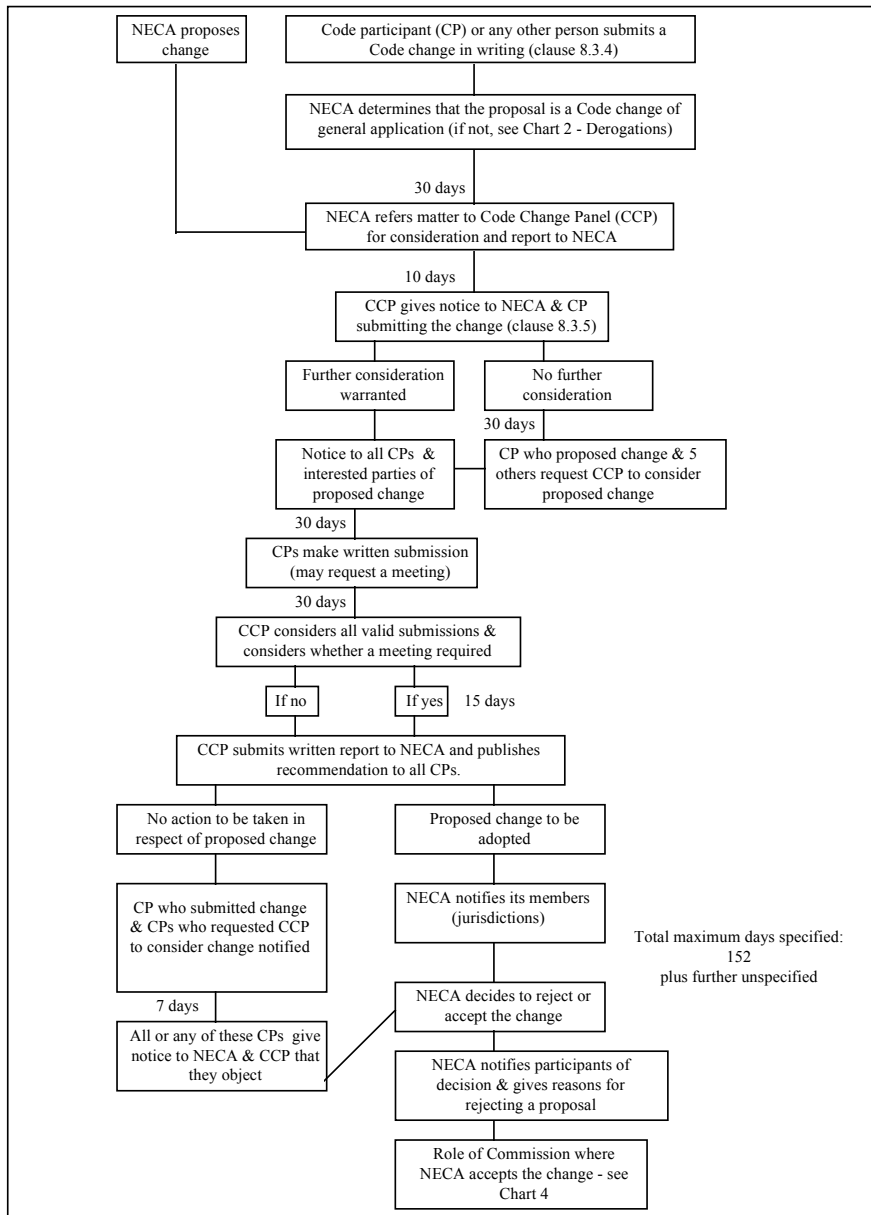 NECA proposes
change
Code participant (CP) or any other person submits a
Code change in writing (clause 8.3.4)
NECA determines that the proposal is a Code change of
general application (if not, see Chart 2 - Derogations)
30 days
NECA refers matter to Code Change Panel (CCP)
for consideration and report to NECA
10 days
CCP gives notice to NECA & CP
submitting the change (clause 8.3.5)
Further consideration
warranted
No further
consideration
30 days
Notice to all CPs &
interested parties of
proposed change
CP who proposed change & 5
others request CCP to consider
proposed change
30 days
CPs make written submission
(may request a meeting)
30 days
CCP considers all valid submissions &
considers whether a meeting required
If no
If yes
15 days
CCP submits written report to NECA and publishes
recommendation to all CPs.
No action to be taken in
respect of proposed change
Proposed change to be
adopted
CP who submitted change
& CPs who requested CCP
to consider change notified
NECA notifies its members
(jurisdictions)
Total maximum days specified:
152
plus further unspecified
7 days
All or any of these CPs give
notice to NECA & CCP that
they object
NECA decides to reject or
accept the change
NECA notifies participants of
decision & gives reasons for
rejecting a proposal
Role of Commission where
NECA accepts the change - see
Chart 4